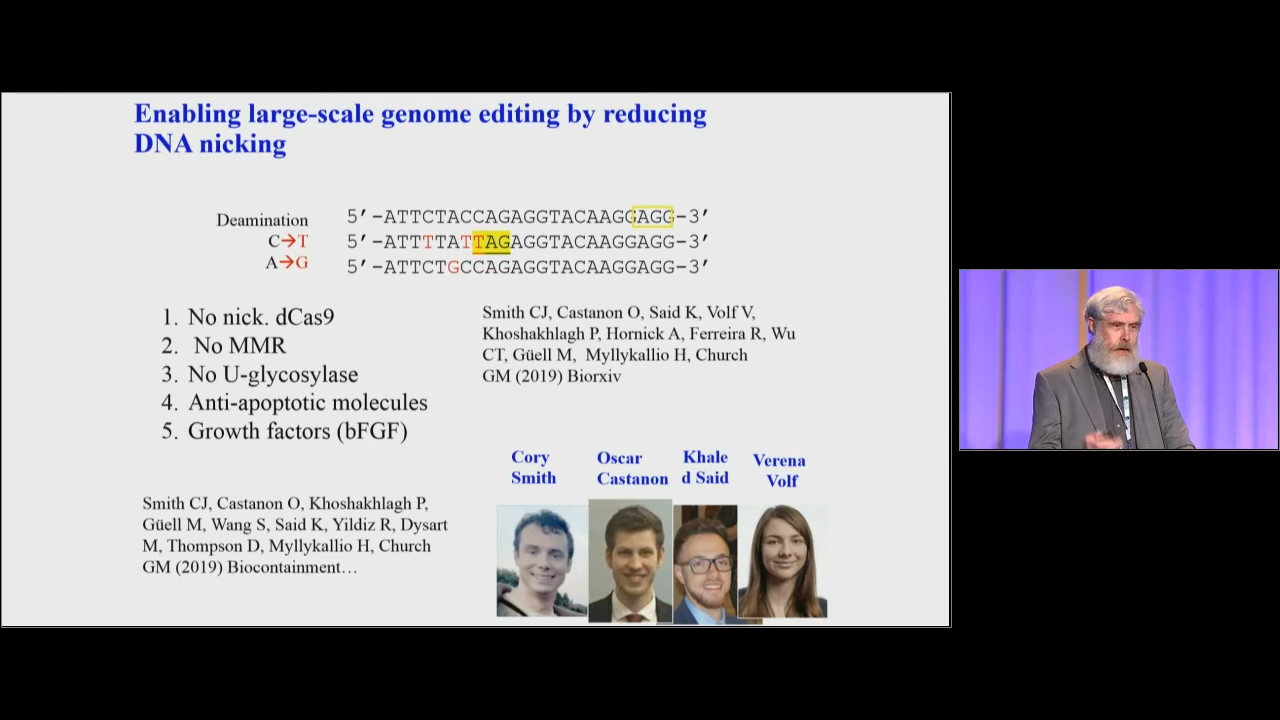 Enabling large-scale genome editing by reducing
DNA nicking
Deamination
5’-ATTCTACCAGAGGTACAAGGAGG-3’
C→T
5’-ATTTTATTAGAGGTACAAGGAGG-3’
A→G
5’-ATTCTGCCAGAGGTACAAGGAGG-3’
1. No nick. dCas9
2. No MMR
3. No U-glycosylase
4. Anti-apoptotic molecules
5. Growth factors (bFGF)
Smith CJ, Castanon O, Said K, Volf V,
Khoshakhlagh P, Hornick A, Ferreira R, Wu
CT, Güell M, Myllykallio H, Church
GM (2019) Biorxiv
Smith CJ, Castanon O, Khoshakhlagh P,
Güell M, Wang S, Said K, Yildiz R, Dysart
M, Thompson D, Myllykallio H, Church
GM (2019) Biocontainment…
Cory
Smith
Oscar
Castanon
Khale
d Said
Verena
Volf